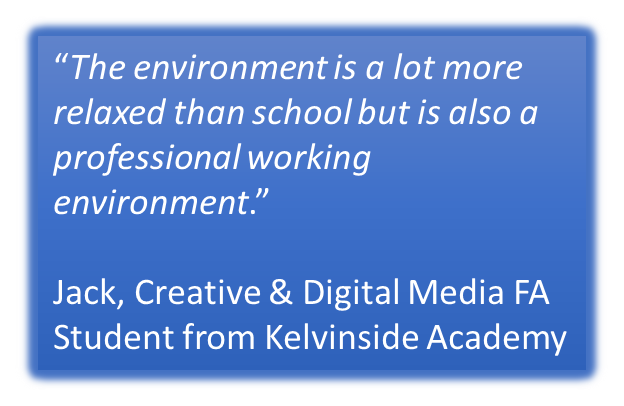 “The environment is a lot more
relaxed than school but is also a
professional working
environment.”
Jack, Creative & Digital Media FA
Student from Kelvinside Academy